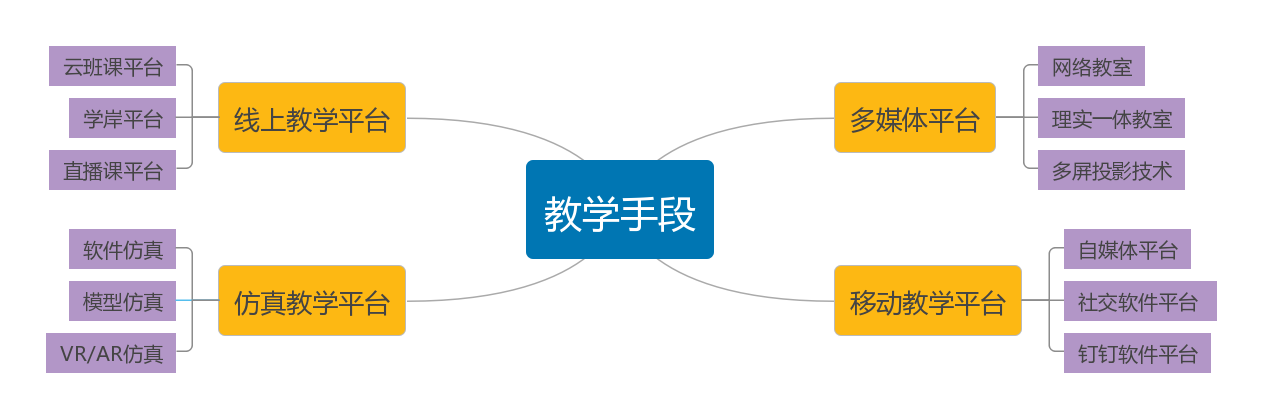 教学手段
线上教学平台
云班课平台
学岸平台
直播课平台
仿真教学平台
软件仿真
模型仿真
VR/AR仿真
多媒体平台
网络教室
理实一体教室
多屏投影技术
移动教学平台
自媒体平台
社交软件平台
钉钉软件平台